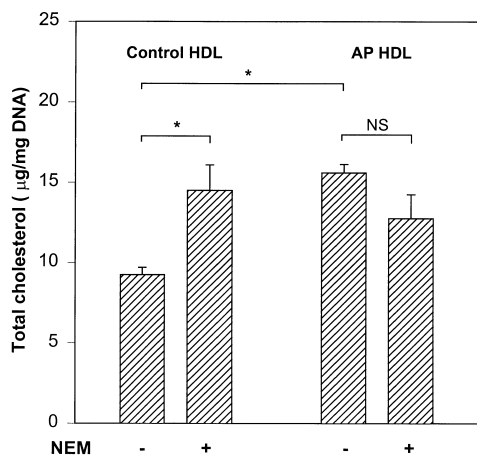 Total cholesterol ( μg/mg DNA)
25
20
15
10
5
0
Control HDL
AP HDL
*
*
NS
NEM - + - +